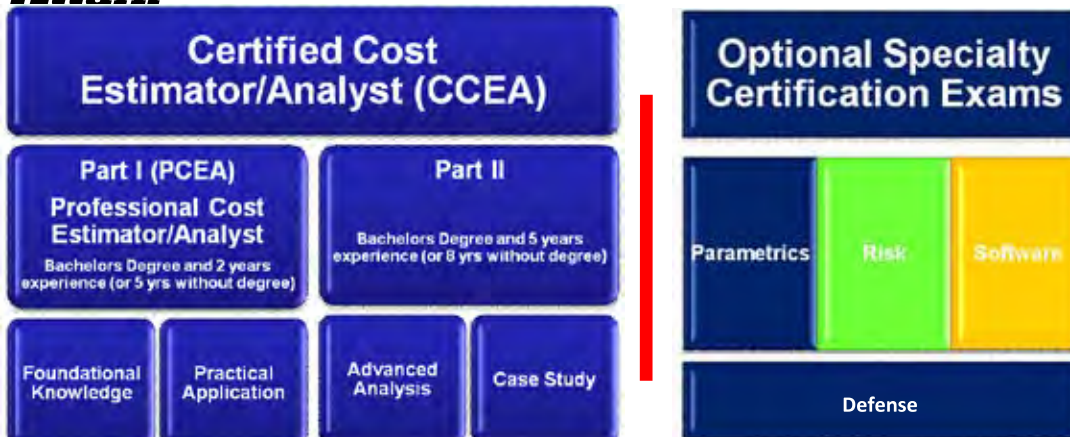 Certified Cost
Estimator/Analyst (CCEA)
Part I (PCEA)
Professional Cost
Estimator/Analyst
Bachelors Degree and 2 years
experience (or 5 yrs without degree)
Part II
Bachelors Degree and 5 years
experience (or 8 yrs without degree)
Foundational
Knowledge
Practical
Application
Advanced
Analysis
Case Study
Optional Specialty
Certification Exams
Parametrics
Risk
Software
Defense